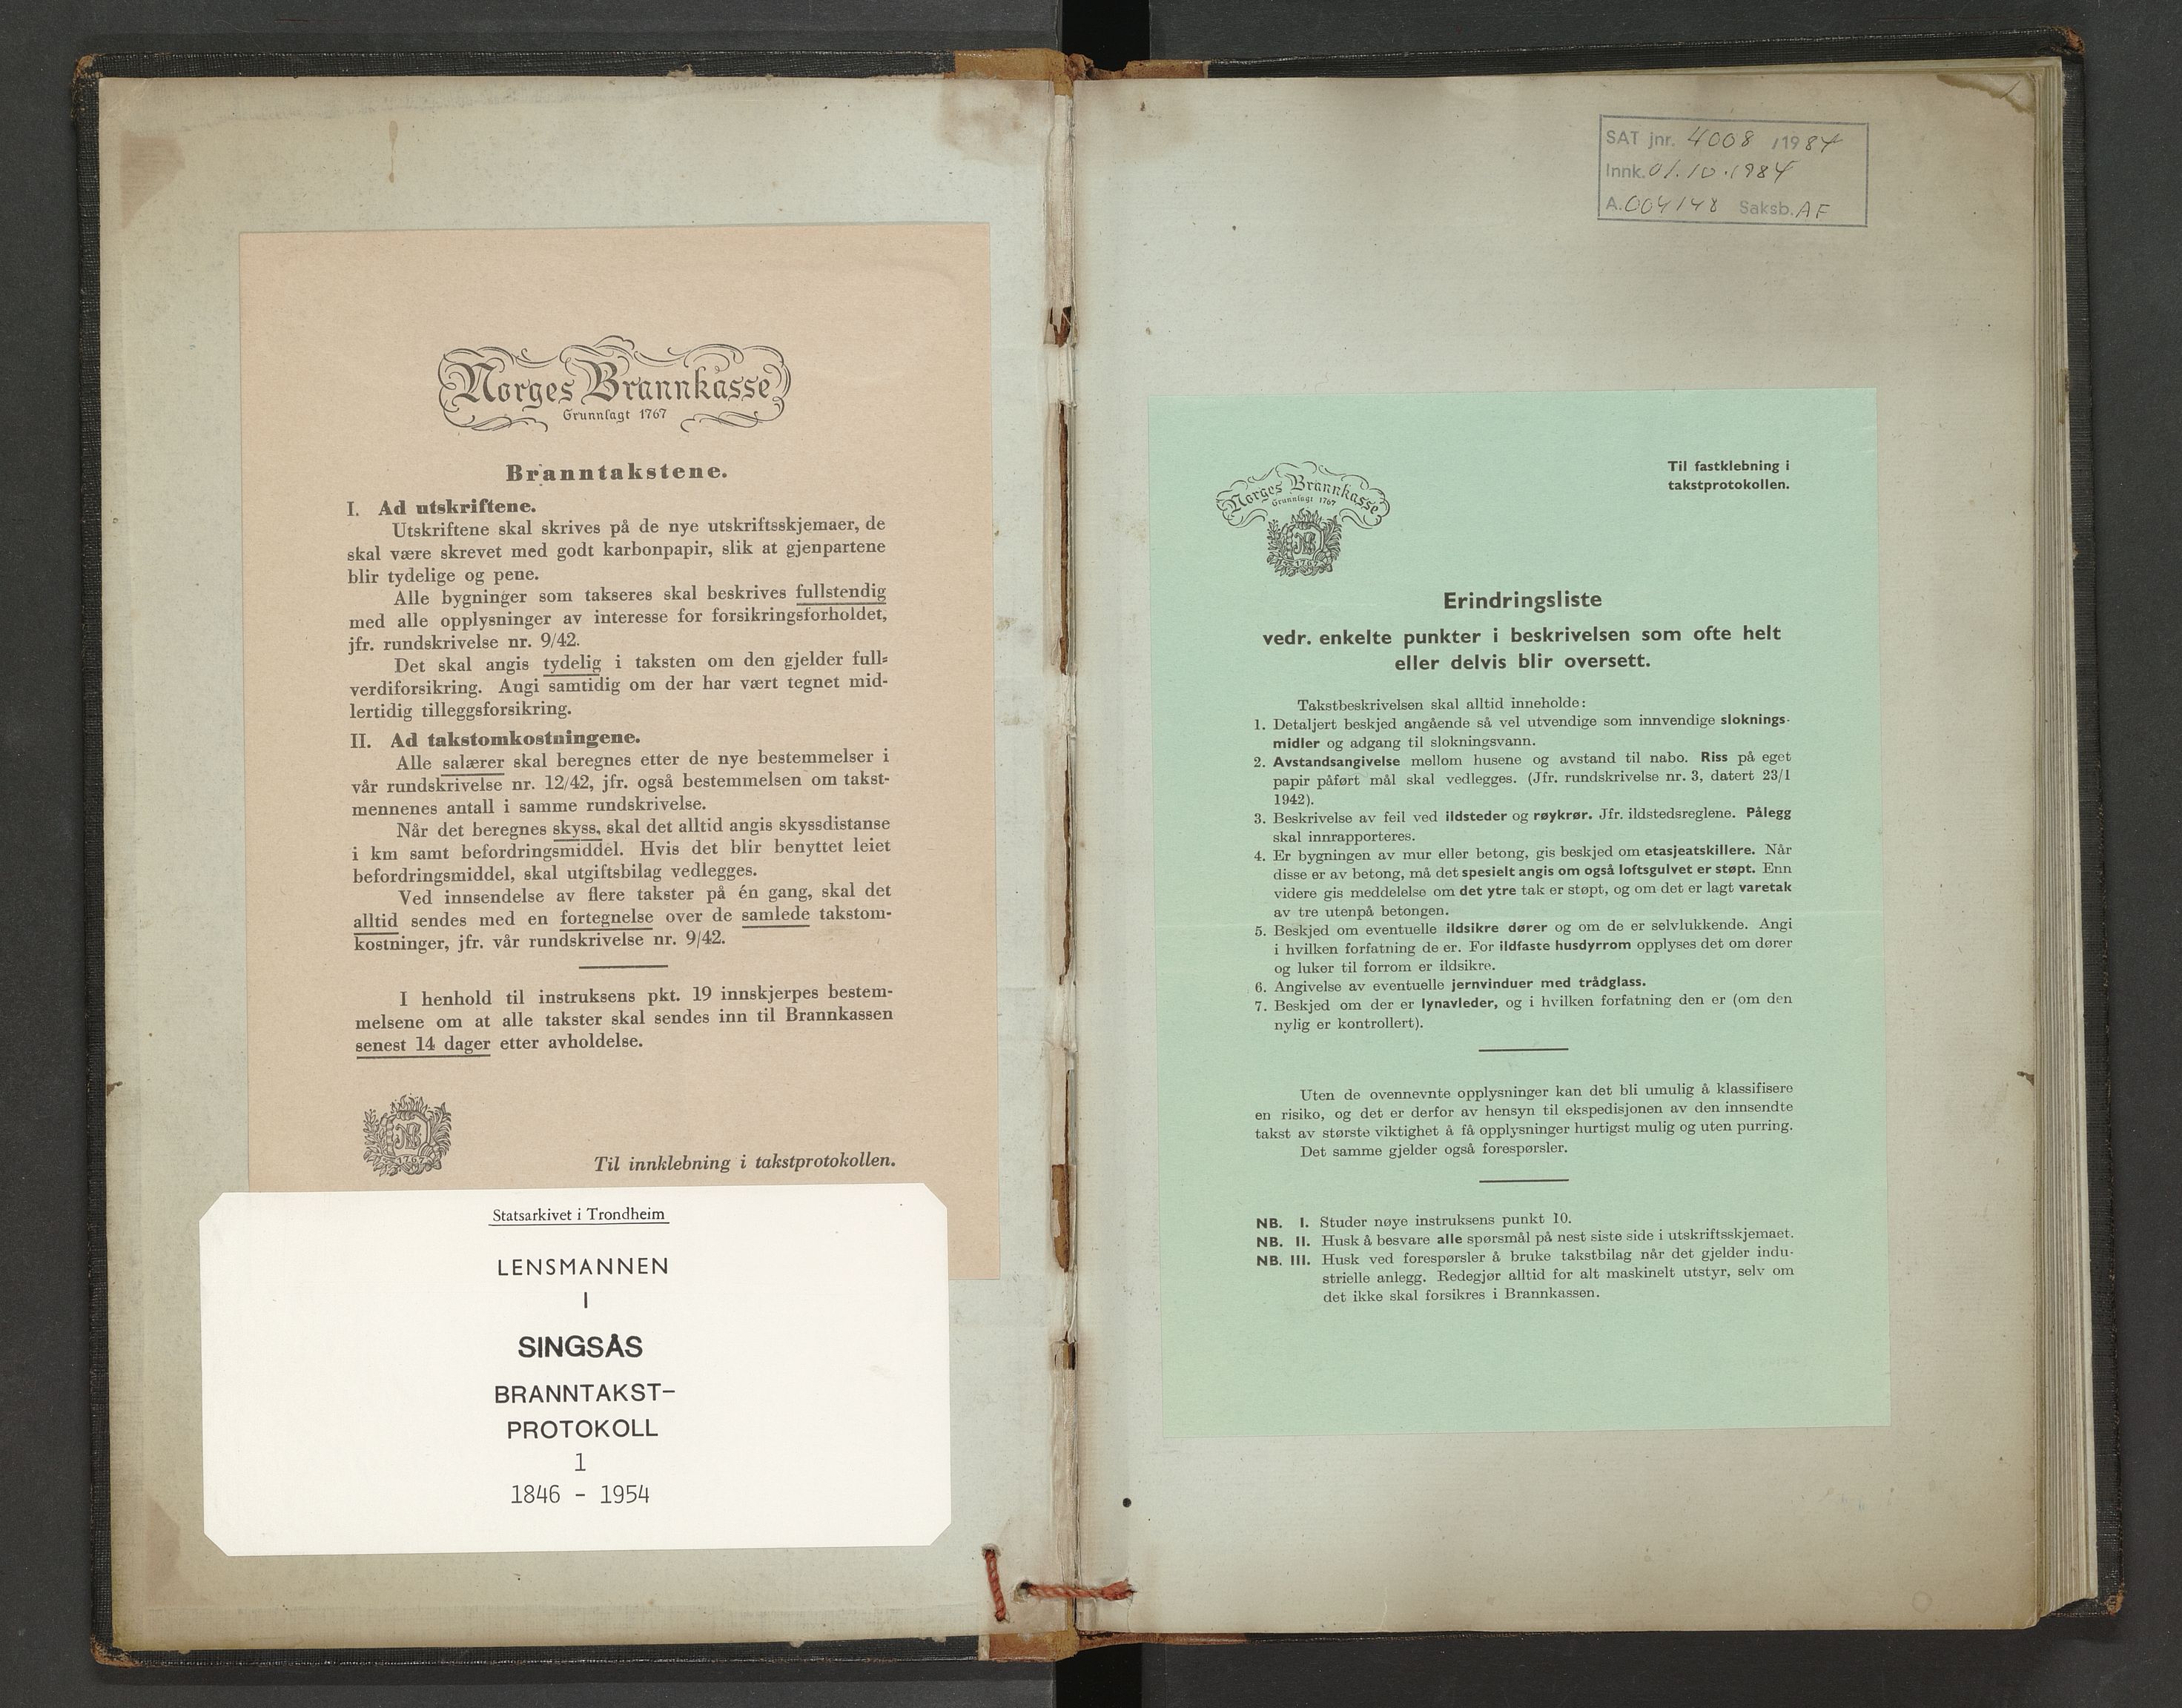 Norges Brannkasse
Grunnlagt 1767
Branntakstene.
I. Ad utskriftene.
Utskriftene skal skrives på de nye utskriftsskjemaer, de
skal være skrevet med godt karbonpapir, slik at gjenpartene
blir tydelige og pene.
Alle bygninger som takseres skal beskrives fullstendig
med alle opplysninger av interesse for forsikringsforholdet,
jfr. rundskrivelse nr. 9/42.
Det skal angis tydelig i taksten om den gjelder full-
verdiforsikring. Angi samtidig om der har vært tegnet mid-
lertidig tilleggsforsikring.
II. Ad takstomkostningene.
Alle salærer skal beregnes etter de nye bestemmelser i
vår rundskrivelse nr. 12/42, jfr. også bestemmelsen om takst-
mennenes antall i samme rundskrivelse.
Når det beregnes skyss, skal det alltid angis skyssdistanse
i km samt befordringsmiddel. Hvis det blir benyttet leiet
befordringsmiddel, skal utgiftsbilag vedlegges.
Ved innsendelse av flere takster på én gang, skal det
alltid sendes med en fortegnelse over de samlede takstom-
kostninger, jfr. vår rundskrivelse nr. 9/42.
I henhold til instruksens pkt. 19 innskjerpes bestem-
melsene om at alle takster skal sendes inn til Brannkassen
senest 14 dager etter avholdelse.
NB
1767
Til innklebning i takstprotokollen.
Statsarkivet i Trondheim
LENSMANNEN
I
SINGSÅS
BRANNTAKST-
PROTOKOLL
1
1846 - 1954
SAT jnr. 4008 /1984
Innk. 01.10.1984
A. 004148 Saksb. AF
Til fastklebning i
takstprotokollen.
Norges Brannkasse
Grunnlagt 1767
NB
1767
Erindringsliste
vedr. enkelte punkter i beskrivelsen som ofte helt
eller delvis blir oversett.
Takstbeskrivelsen skal alltid inneholde:
1. Detaljert beskjed angående så vel utvendige som innvendige sloknings-
midler og adgang til slokningsvann.
2. Avstandsangivelse mellom husene og avstand til nabo. Riss på eget
papir påført mål skal vedlegges. (Jfr. rundskrivelse nr. 3, datert 23/1
1942).
3. Beskrivelse av feil ved ildsteder og røykrør. Jfr. ildstedsreglene. Pålegg
skal innrapporteres.
4. Er bygningen av mur eller betong, gis beskjed om etasjeatskillere. Når
disse er av betong, må det spesielt angis om også loftsgulvet er støpt. Enn
videre gis meddelelse om det ytre tak er støpt, og om det er lagt varetak
av tre utenpå betongen.
5. Beskjed om eventuelle ildsikre dører og om de er selvlukkende. Angi
i hvilken forfatning de er. For ildfaste husdyrrom opplyses det om dører
og luker til forrom er ildsikre.
6. Angivelse av eventuelle jernvinduer med trådglass.
7. Beskjed om der er lynavleder, og i hvilken forfatning den er (om den
nylig er kontrollert).
Uten de ovennevnte opplysninger kan det bli umulig å klassifisere
en risiko, og det er derfor av hensyn til ekspedisjonen av den innsendte
takst av største viktighet å få opplysninger hurtigst mulig og uten purring.
Det samme gjelder også forespørsler.
NB. I. Studer nøye instruksens punkt 10.
NB. II. Husk å besvare alle spørsmål på nest siste side i utskriftsskjemaet.
NB. III. Husk ved forespørsler å bruke takstbilag når det gjelder indu-
strielle anlegg. Redegjør alltid for alt maskinelt utstyr, selv om
det ikke skal forsikres i Brannkassen.